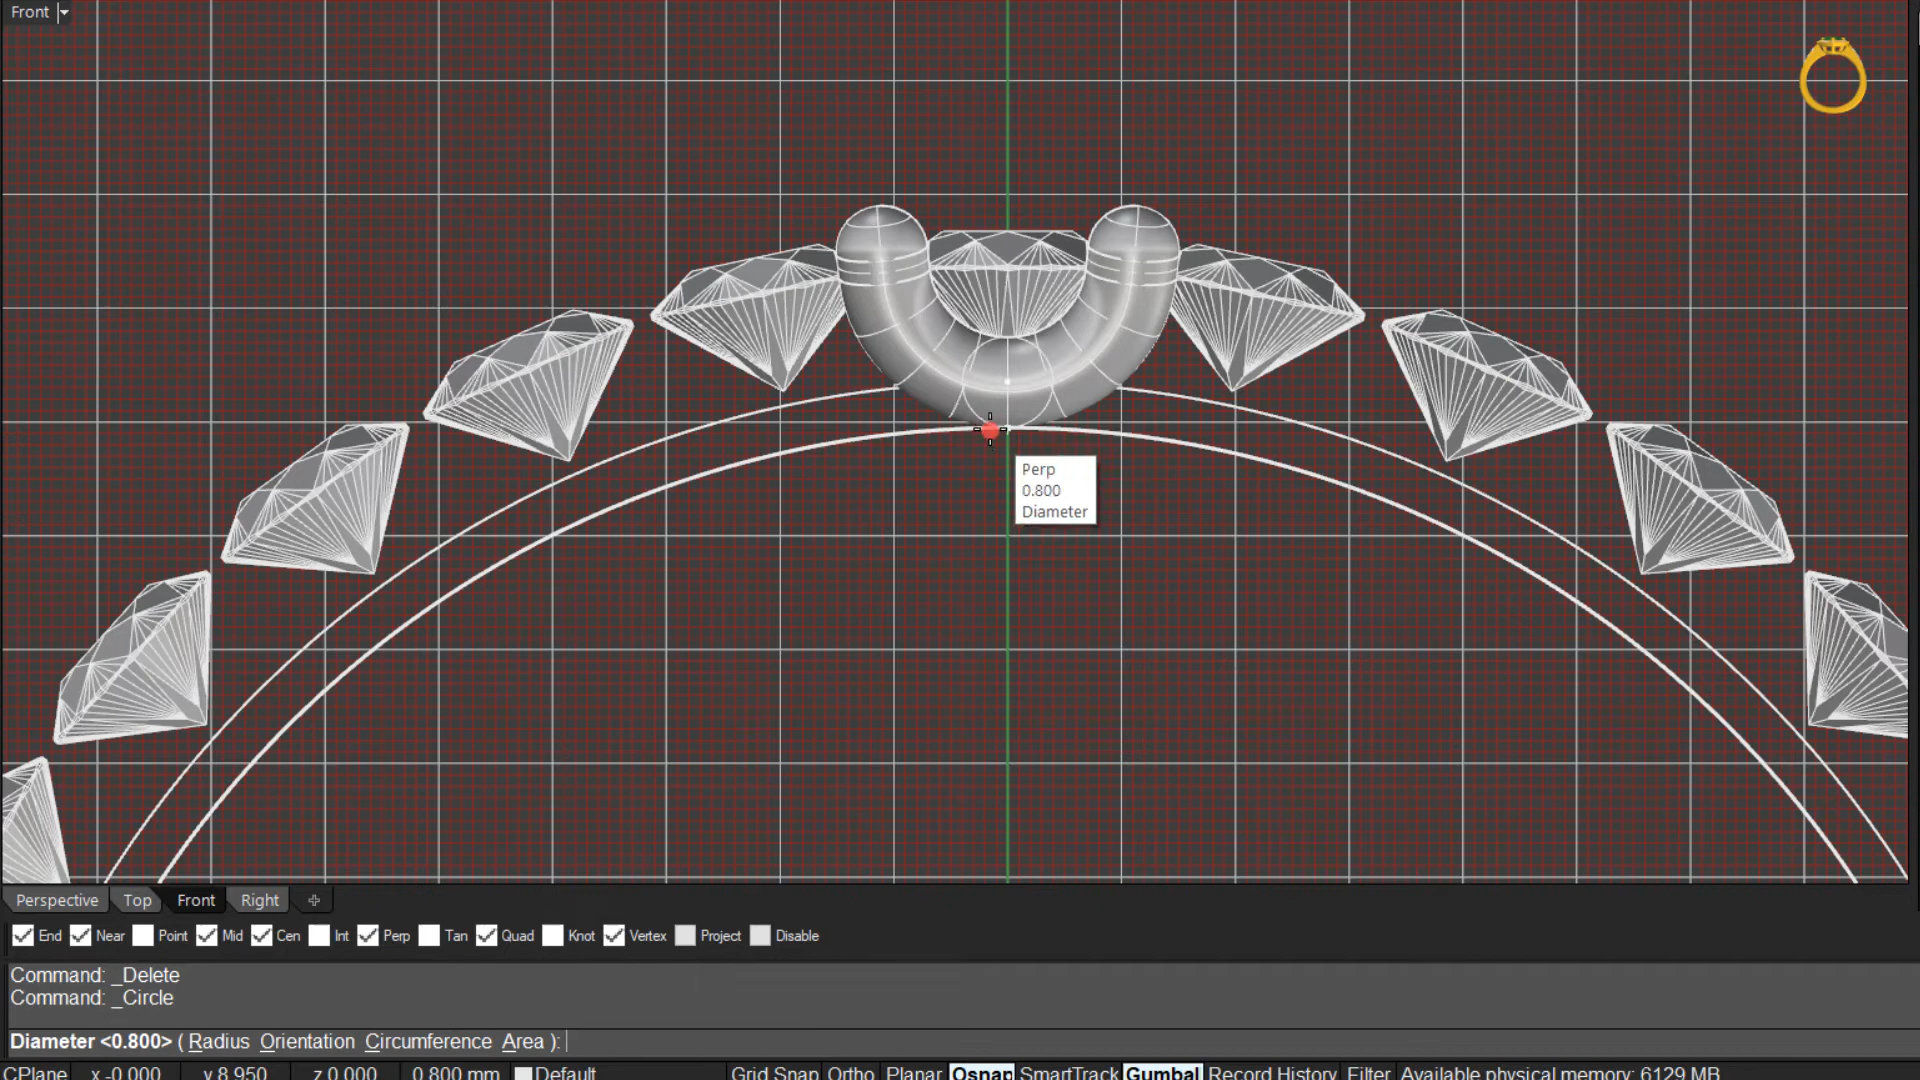 Front
Perp
0.800
Diameter
Perspective Top Front Right
End Near Point Mid Cen Int Perp Tan Quad Knot Vertex Project Disable
Command: _Delete
Command: _Circle
Diameter <0.800> ( Radius Orientation Circumference Area ):
CPlane x -0.000 y 8.950 z 0.000 0.800 mm Default Grid Snap Ortho Planar Osnap SmartTrack Gumbal Record History Filter Available physical memory: 6129 MB